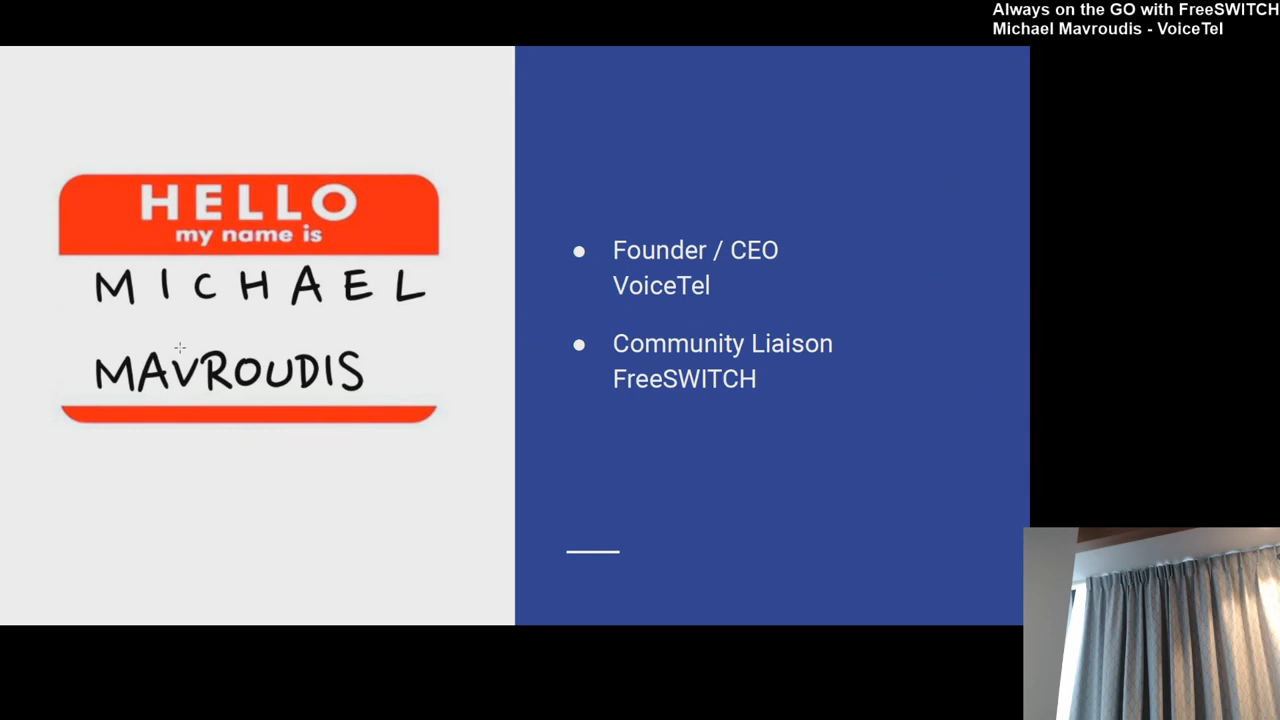 Always on the GO with FreeSWITCH
Michael Mavroudis - VoiceTel
HELLO
my name is
MICHAEL
MAVROUDIS
● Founder / CEO
VoiceTel
● Community Liaison
FreeSWITCH